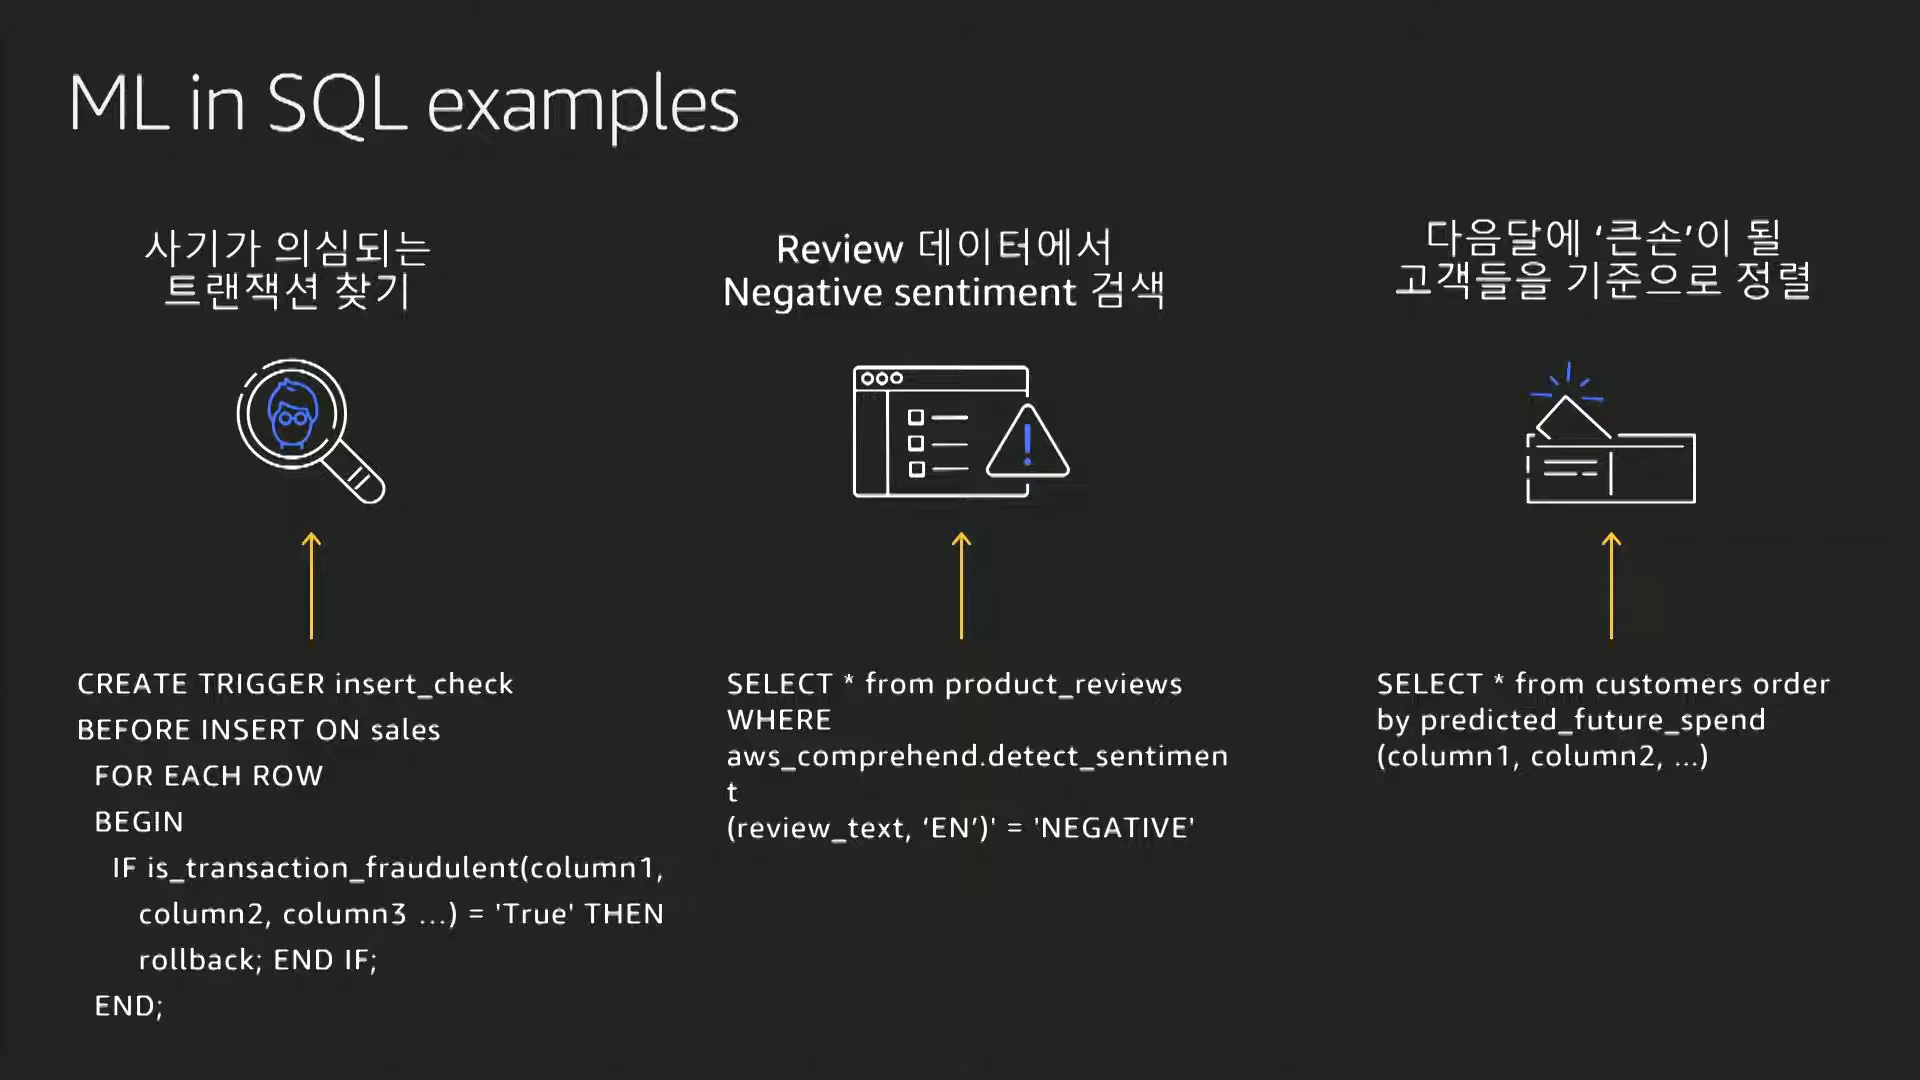 ML in SQL examples
사기가 의심되는
트랜잭션 찾기
CREATE TRIGGER insert_check
BEFORE INSERT ON sales
FOR EACH ROW
BEGIN
IF is_transaction_fraudulent(column1,
column2, column3 ...) = 'True' THEN
rollback; END IF;
END;
Review 데이터에서
Negative sentiment 검색
SELECT * from product_reviews
WHERE
aws_comprehend.detect_sentimen
t
(review_text, ‘EN’)' = 'NEGATIVE'
다음달에 ‘큰손’이 될
고객들을 기준으로 정렬
SELECT * from customers order
by predicted_future_spend
(column1, column2, ...)